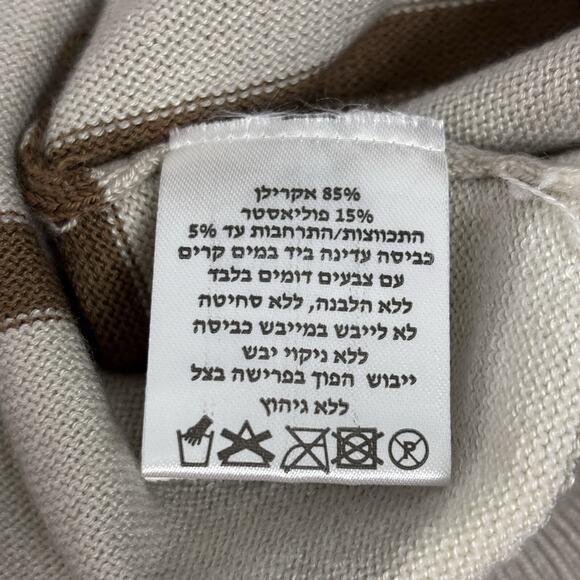 85% אקרילן
15% פוליאסטר
התכווצות/התרחבות עד 5%
כביסה עדינה ביד במים קרים
עם צבעים דומים בלבד
ללא הלבנה, ללא סחיטה
לא לייבש במייבש כביסה
ללא ניקוי יבש
ייבוש הפוך בפרישה בצל
ללא גיהוץ
P